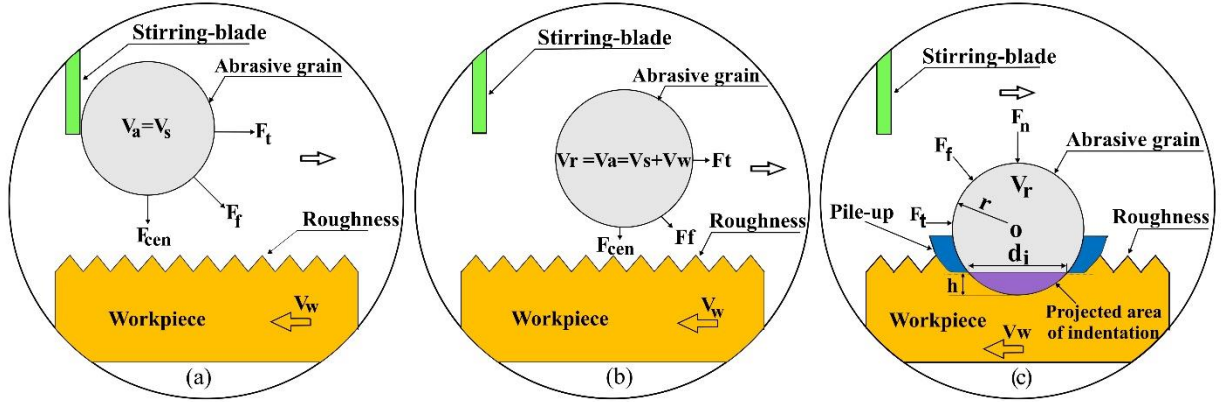 Stirring-blade
Abrasive grain
Va=Vs
Ft
Ff
Fcen
Roughness
Vw
Workpiece
(a)
Stirring-blade
Abrasive grain
Vr =Va=Vs+Vw
Ft
Ff
Fcen
Roughness
Vw
Workpiece
(b)
Stirring-blade
Fn
Ff
Abrasive grain
Vr
r
Pile-up
Ft
o
Roughness
di
h
Projected area
of indentation
Workpiece
Vw
(c)